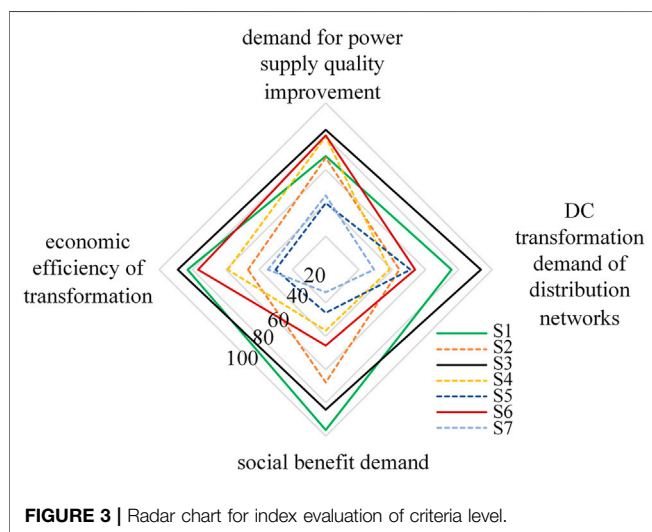 demand for power
supply quality
improvement
DC
transformation
demand of
distribution
networks
economic
efficiency of
transformation
20
40
60
80
100
S1
S2
S3
S4
S5
S6
S7
social benefit demand
FIGURE 3 | Radar chart for index evaluation of criteria level.